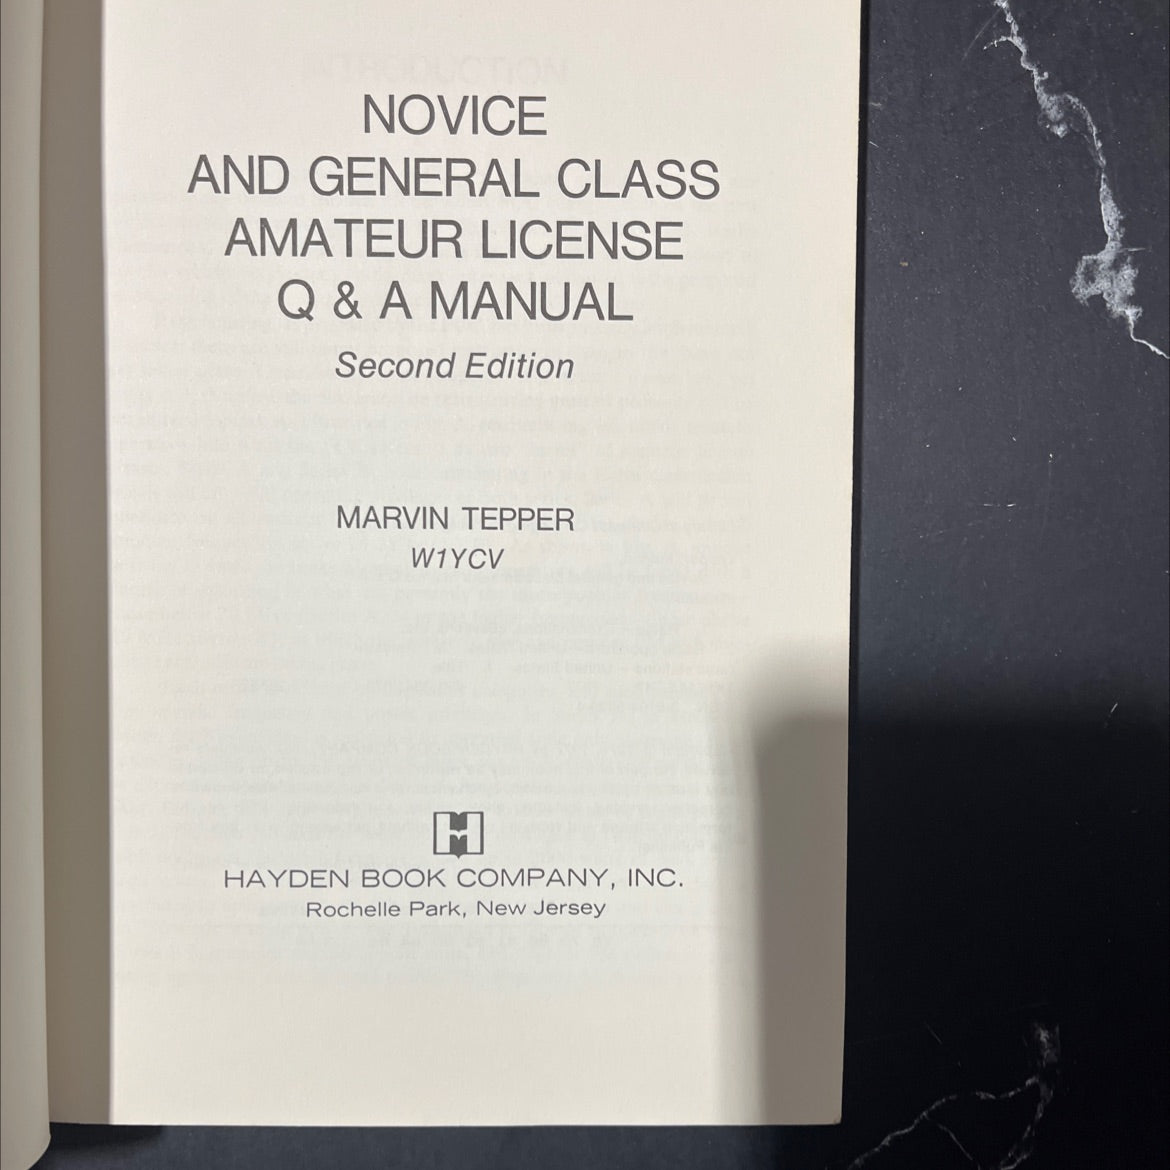 NOVICE
AND GENERAL CLASS
AMATEUR LICENSE
Q & A MANUAL
Second Edition
MARVIN TEPPER
W1YCV
H
HAYDEN BOOK COMPANY, INC.
Rochelle Park, New Jersey